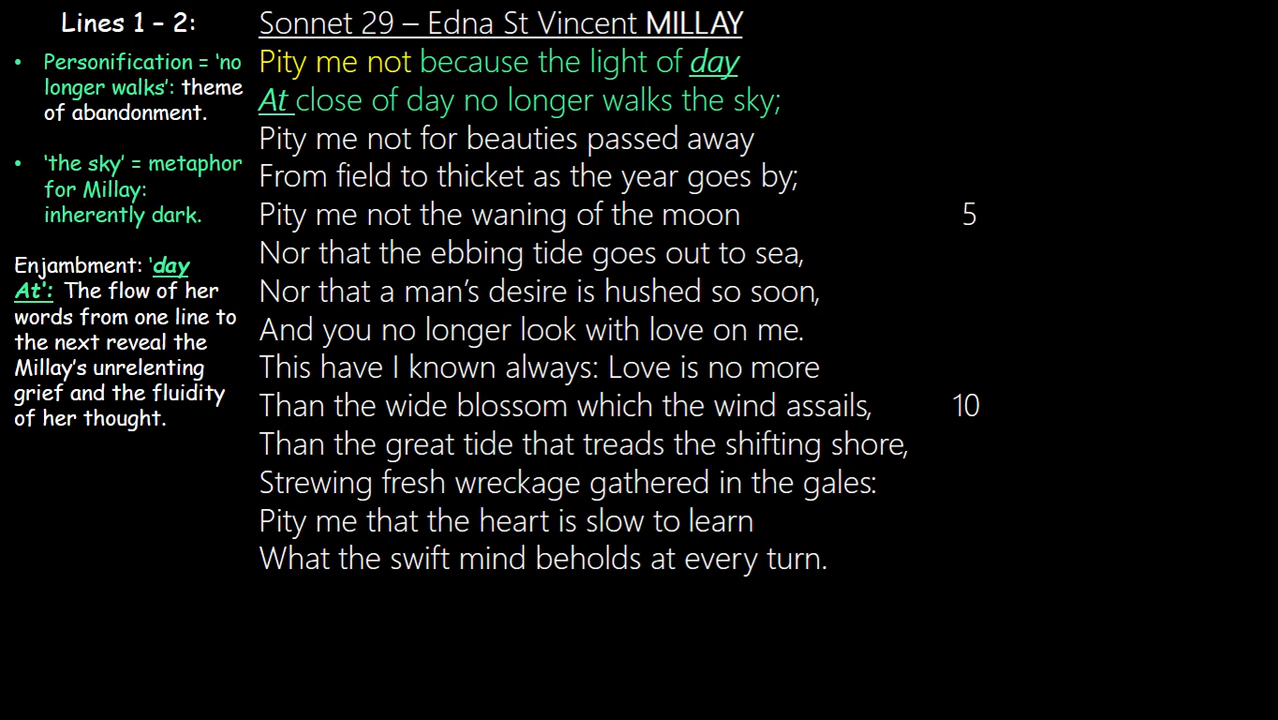 Lines 1 – 2:
• Personification = ‘no
longer walks’: theme
of abandonment.
• ‘the sky’ = metaphor
for Millay:
inherently dark.
Enjambment: ‘day
At’: The flow of her
words from one line to
the next reveal the
Millay’s unrelenting
grief and the fluidity
of her thought.
Sonnet 29 – Edna St Vincent MILLAY
Pity me not because the light of day
At close of day no longer walks the sky;
Pity me not for beauties passed away
From field to thicket as the year goes by;
Pity me not the waning of the moon 5
Nor that the ebbing tide goes out to sea,
Nor that a man’s desire is hushed so soon,
And you no longer look with love on me.
This have I known always: Love is no more
Than the wide blossom which the wind assails, 10
Than the great tide that treads the shifting shore,
Strewing fresh wreckage gathered in the gales:
Pity me that the heart is slow to learn
What the swift mind beholds at every turn.